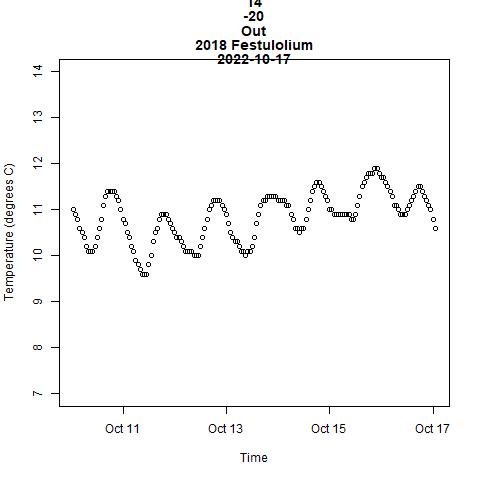 14
-20
Out
2018 Festulolium
2022-10-17
14
13
12
11
10
9
8
7
Temperature (degrees C)
Oct 11
Oct 13
Oct 15
Oct 17
Time